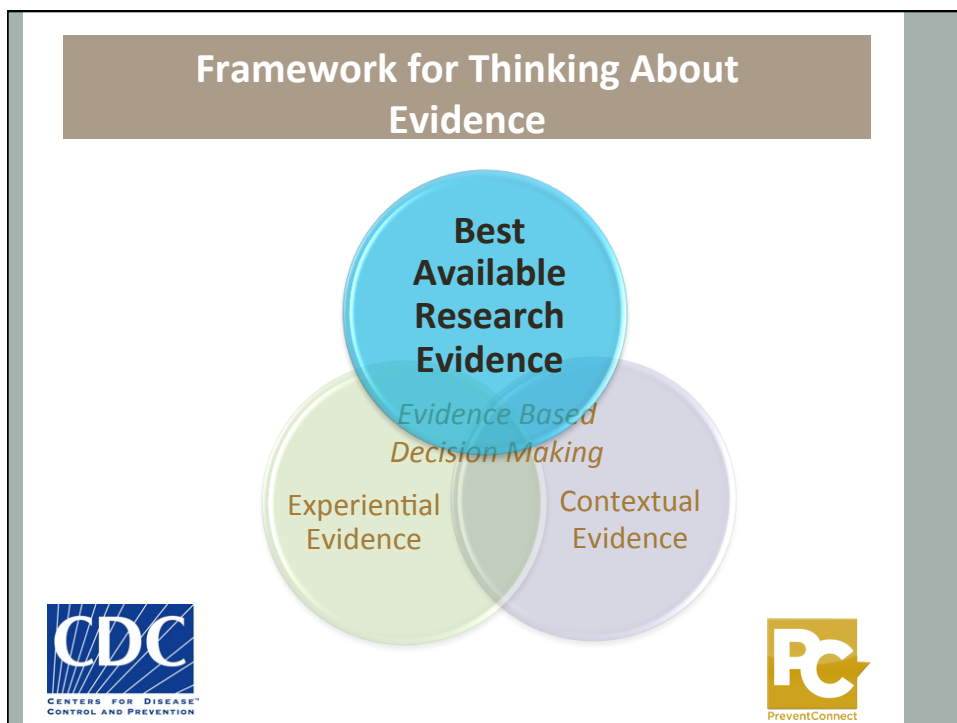 Framework for Thinking About
Evidence
Best
Available
Research
Evidence
Evidence Based
Decision Making
Experiential
Evidence
Contextual
Evidence
CDC
CENTERS FOR DISEASE™
CONTROL AND PREVENTION
PC
PreventConnect